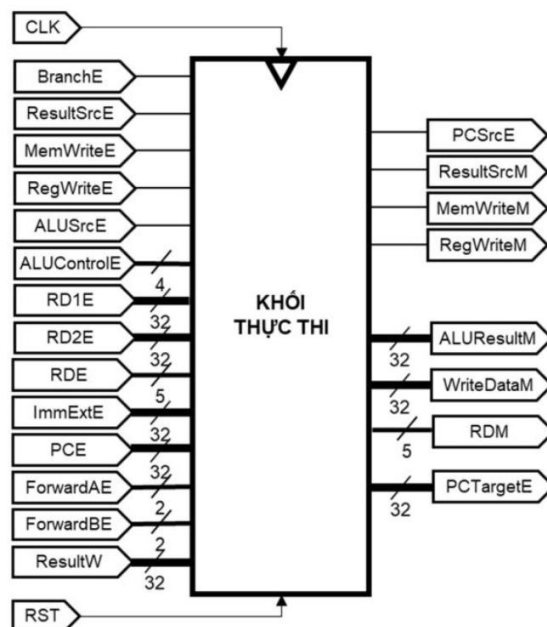 CLK
BranchE
ResultSrcE
MemWriteE
RegWriteE
ALUSrcE
ALUControlE
4
RD1E
32
RD2E
32
RDE
5
ImmExtE
32
PCE
32
ForwardAE
2
ForwardBE
2
ResultW
32
RST
KHỐI
THỰC THI
PCSrcE
ResultSrcM
MemWriteM
RegWriteM
ALUResultM
32
WriteDataM
32
RDM
5
PCTargetE
32